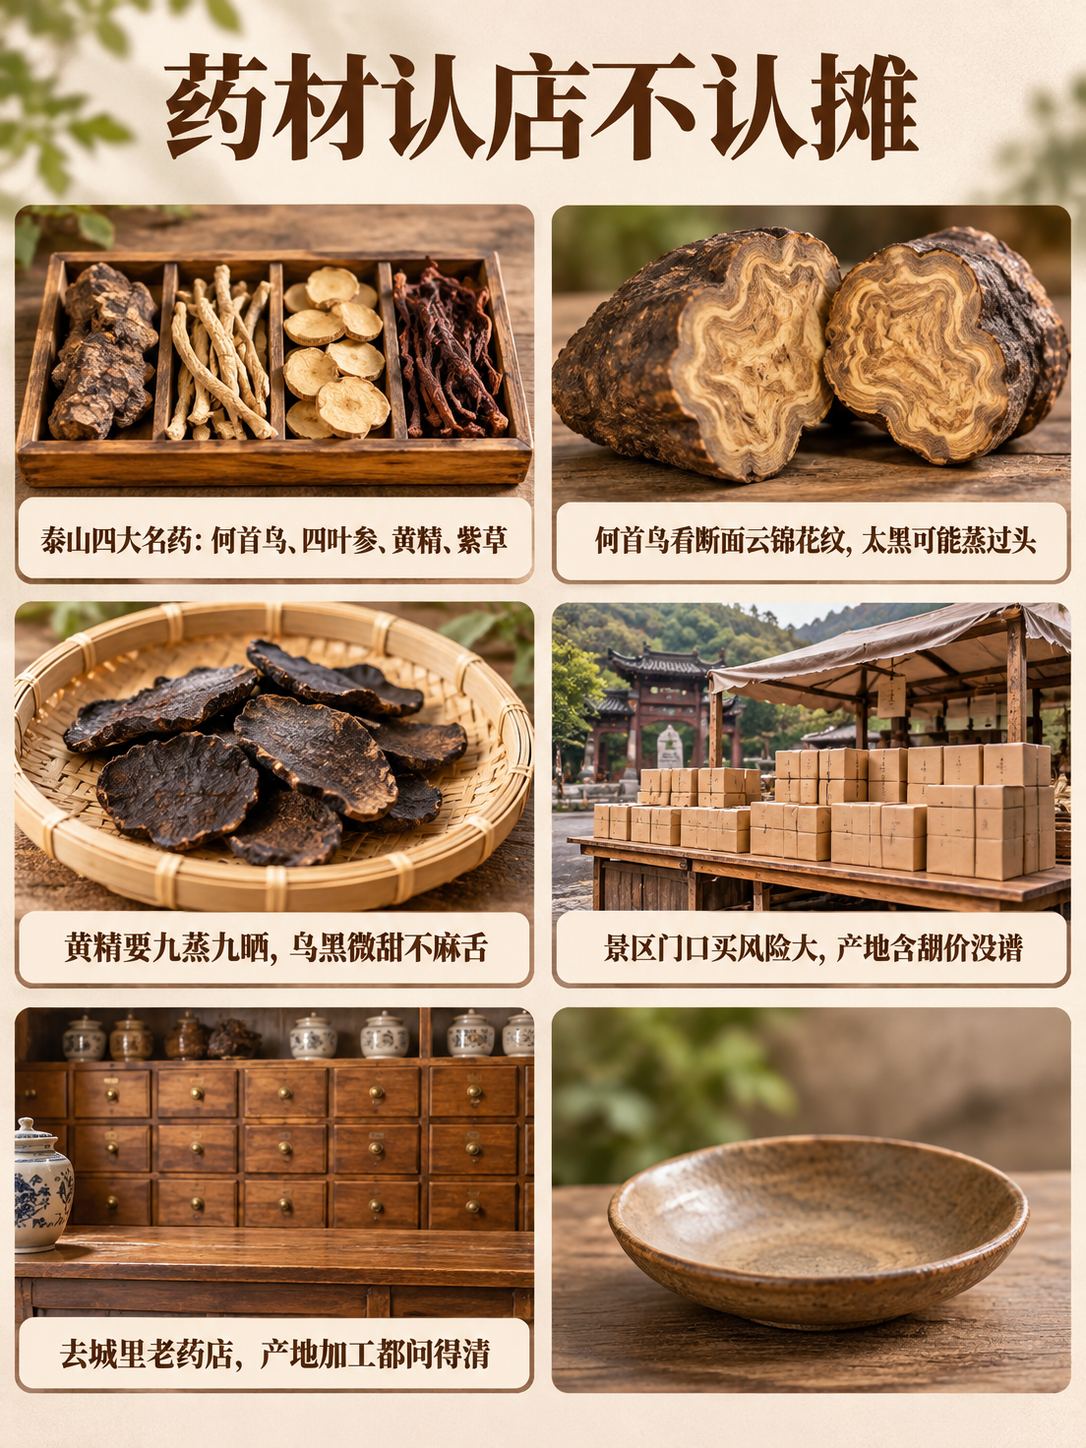 药材认店不认摊
泰山四大名药：何首乌、四叶参、黄精、紫草
何首乌看断面云锦花纹，太黑可能蒸过头
黄精要九蒸九晒，乌黑微甜不麻舌
景区门口买风险大，产地含甜价没谱
去城里老药店，产地加工都问得清